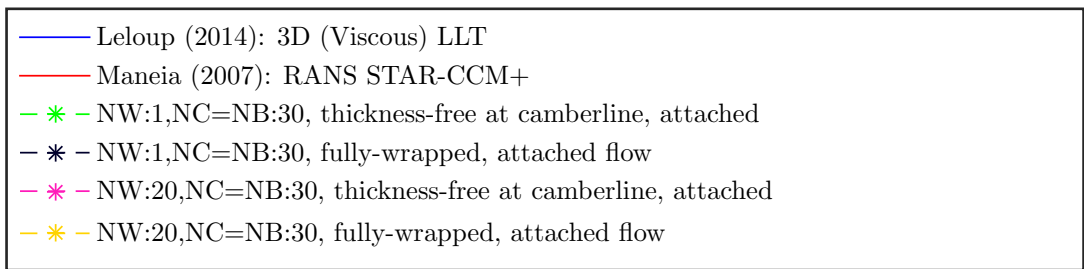 Leloup (2014): 3D (Viscous) LLT
Maneia (2007): RANS STAR-CCM+
NW:1,NC=NB:30, thickness-free at camberline, attached
NW:1,NC=NB:30, fully-wrapped, attached flow
NW:20,NC=NB:30, thickness-free at camberline, attached
NW:20,NC=NB:30, fully-wrapped, attached flow